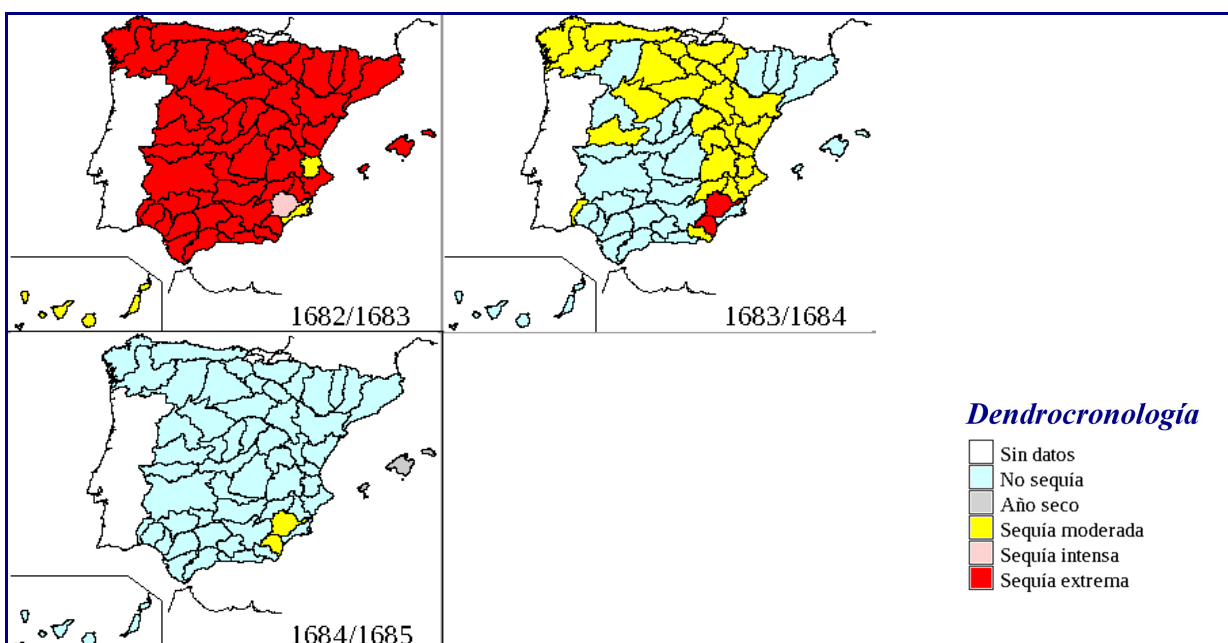 1682/1683
1683/1684
1684/1685
Dendrocronología
Sin datos
No sequía
Año seco
Sequía moderada
Sequía intensa
Sequía extrema